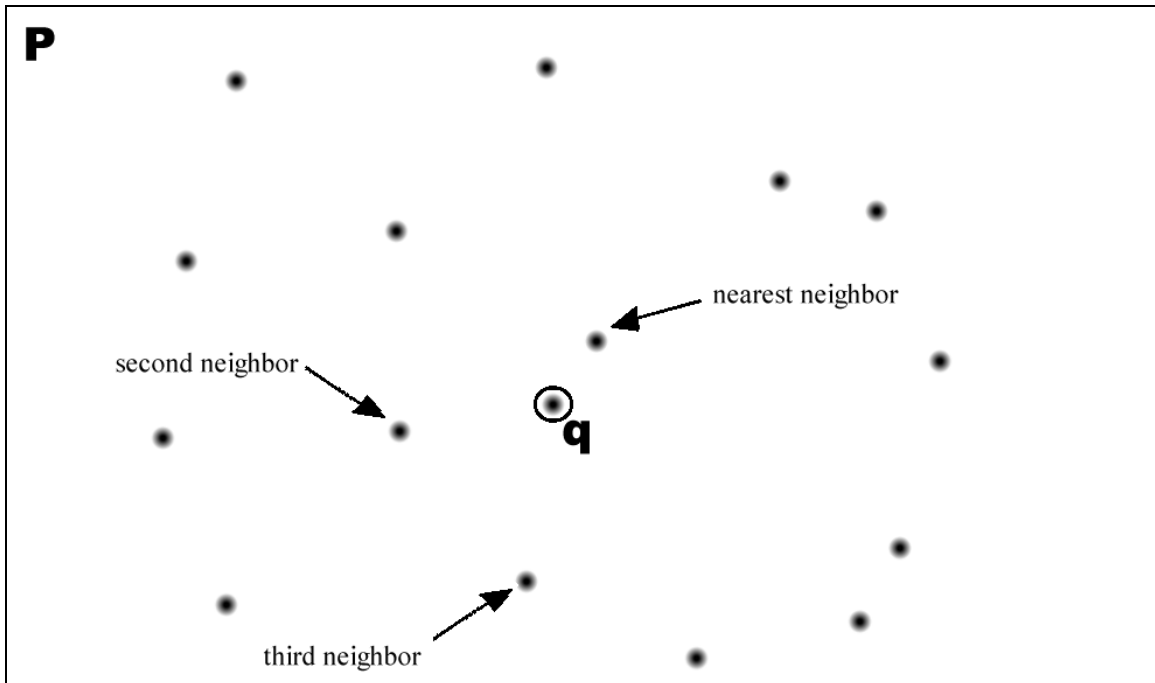 P
nearest neighbor
second neighbor
q
third neighbor